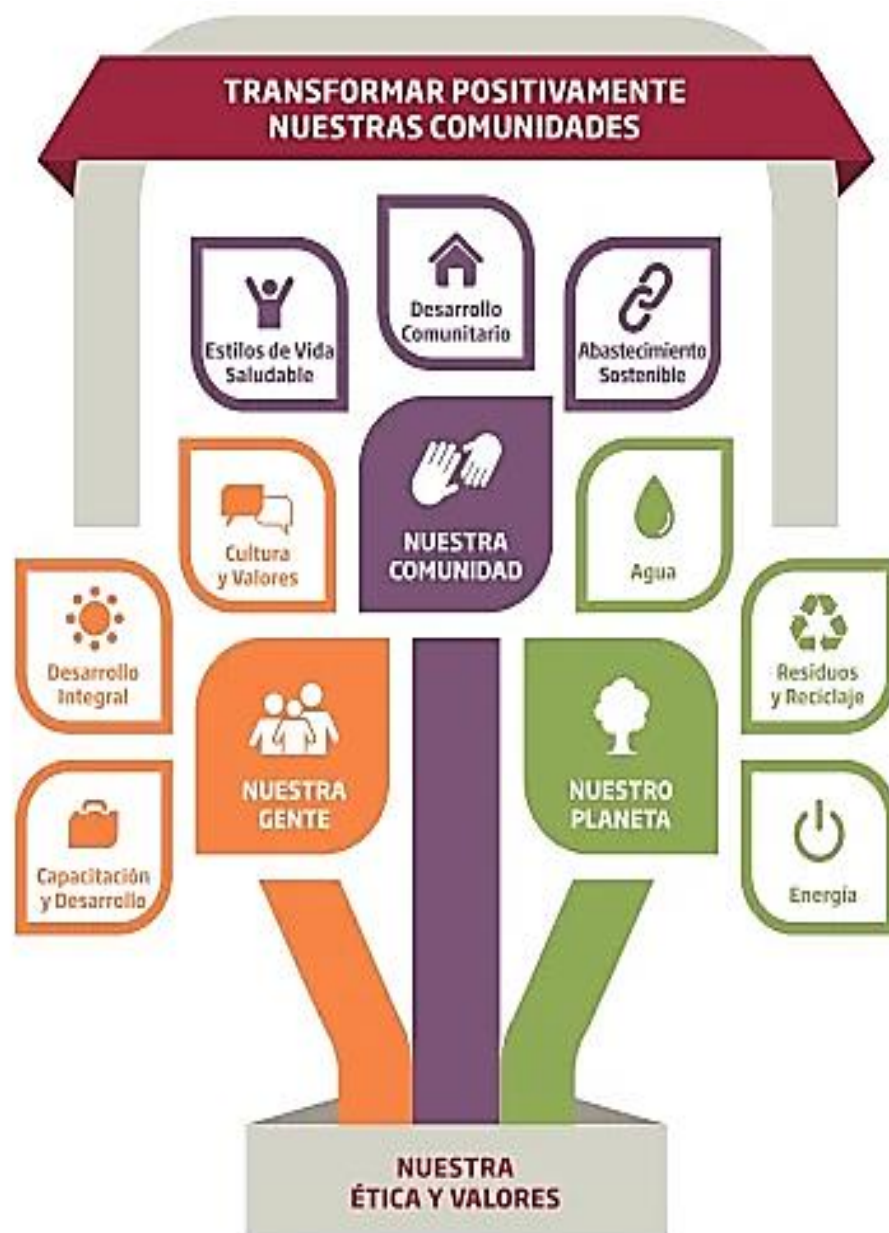 TRANSFORMAR POSITIVAMENTE
NUESTRAS COMUNIDADES
Estilos de Vida
Saludable
Desarrollo
Comunitario
Abastecimiento
Sostenible
Cultura
y Valores
NUESTRA
COMUNIDAD
Agua
Desarrollo
Integral
Residuos
y Reciclaje
NUESTRA
GENTE
NUESTRO
PLANETA
Capacitación
y Desarrollo
Energía
NUESTRA
ÉTICA Y VALORES